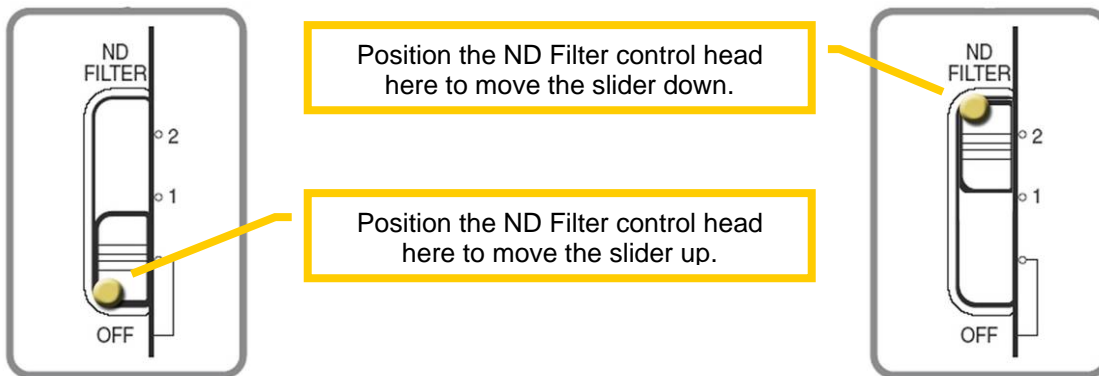 ND
FILTER
2
1
OFF
Position the ND Filter control head
here to move the slider down.
Position the ND Filter control head
here to move the slider up.
ND
FILTER
2
1
OFF